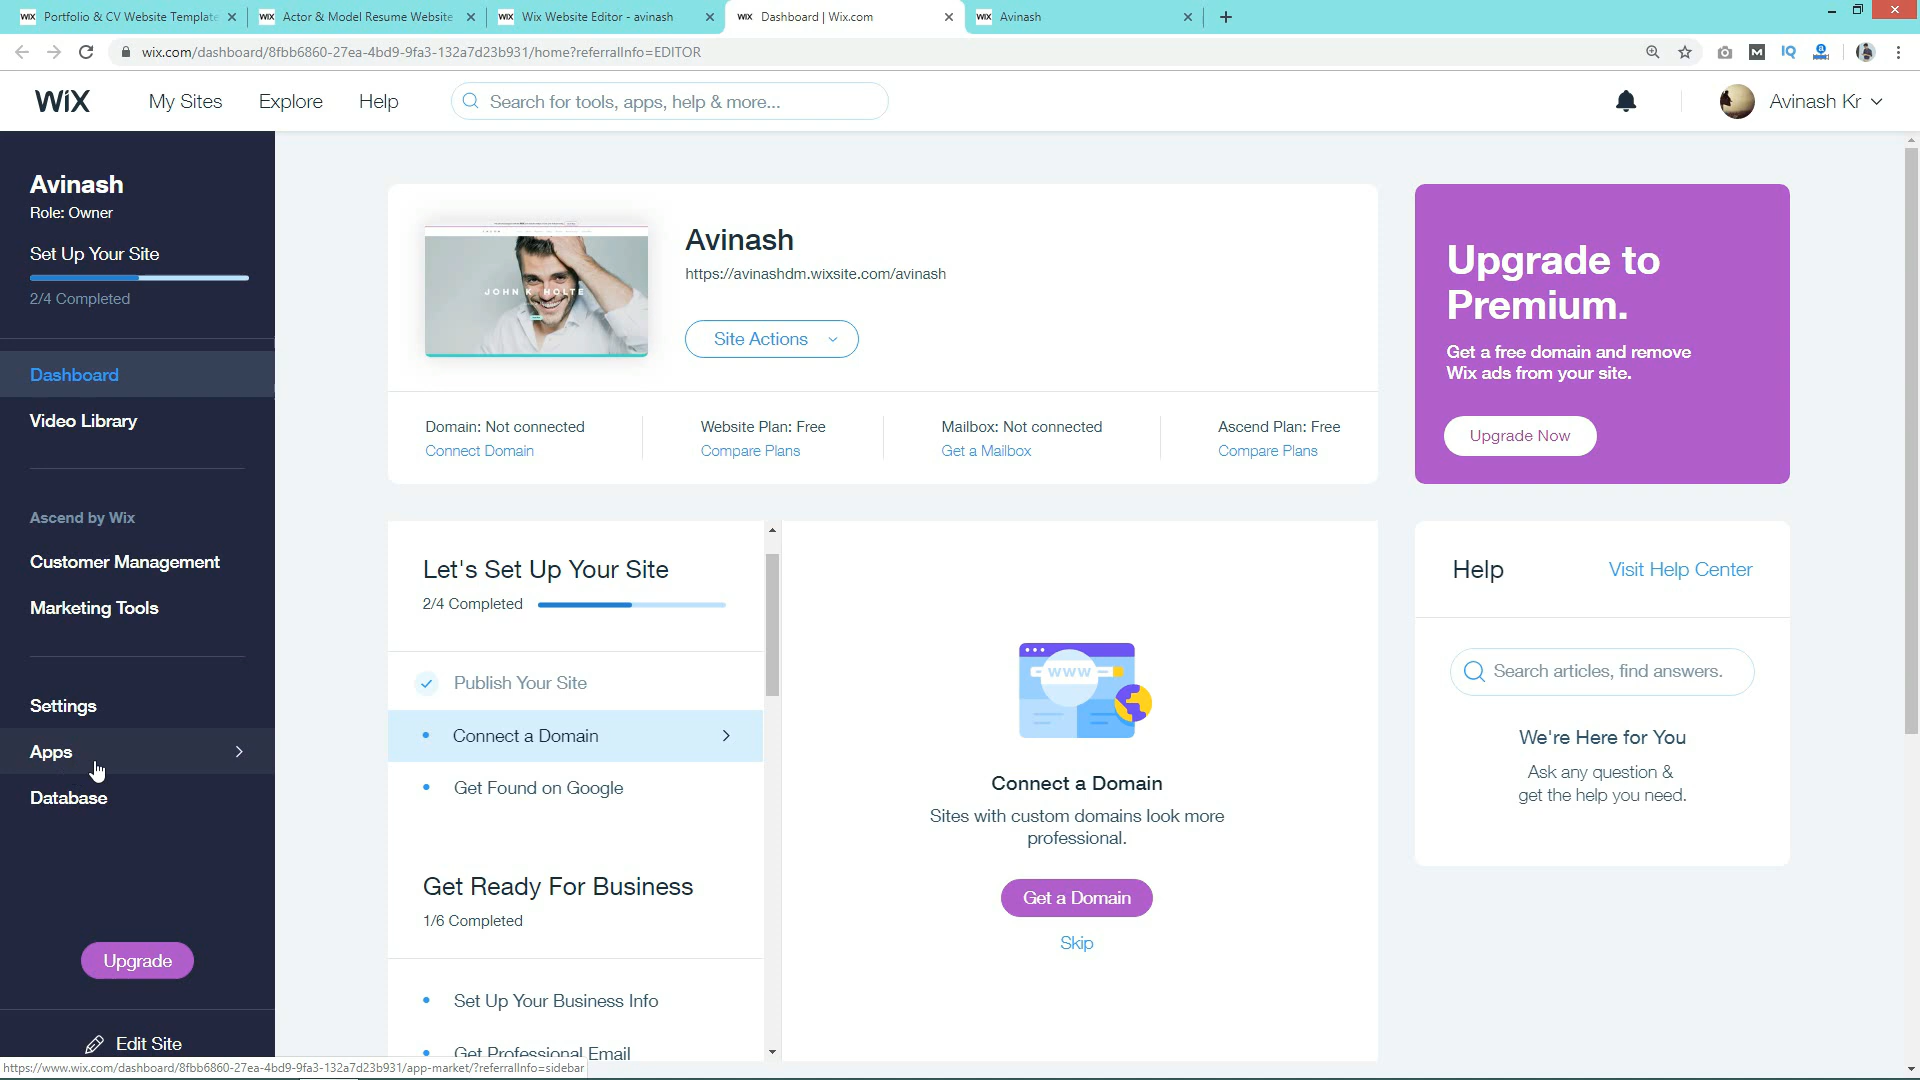 Portfolio & CV Website Template
Actor & Model Resume Website
Wix Website Editor - avinash
Dashboard | Wix.com
Avinash
wix.com/dashboard/8fbb6860-27ea-4bd9-9fa3-132a7d23b931/home?referralInfo=EDITOR
WiX
My Sites
Explore
Help
Search for tools, apps, help & more...
Avinash Kr
Avinash
Role: Owner
Set Up Your Site
2/4 Completed
Dashboard
Video Library
Ascend by Wix
Customer Management
Marketing Tools
Settings
Apps
Database
Upgrade
Edit Site
JOHN K. HOLTE
Avinash
https://avinashdm.wixsite.com/avinash
Site Actions
Domain: Not connected
Connect Domain
Website Plan: Free
Compare Plans
Mailbox: Not connected
Get a Mailbox
Ascend Plan: Free
Compare Plans
Upgrade to
Premium.
Get a free domain and remove
Wix ads from your site.
Upgrade Now
Let's Set Up Your Site
2/4 Completed
Publish Your Site
Connect a Domain
Get Found on Google
Get Ready For Business
1/6 Completed
Set Up Your Business Info
Get Professional Email
www
Connect a Domain
Sites with custom domains look more
professional.
Get a Domain
Skip
Help
Visit Help Center
Search articles, find answers.
We're Here for You
Ask any question &
get the help you need.
https://www.wix.com/dashboard/8fbb6860-27ea-4bd9-9fa3-132a7d23b931/app-market/?referralInfo=sidebar